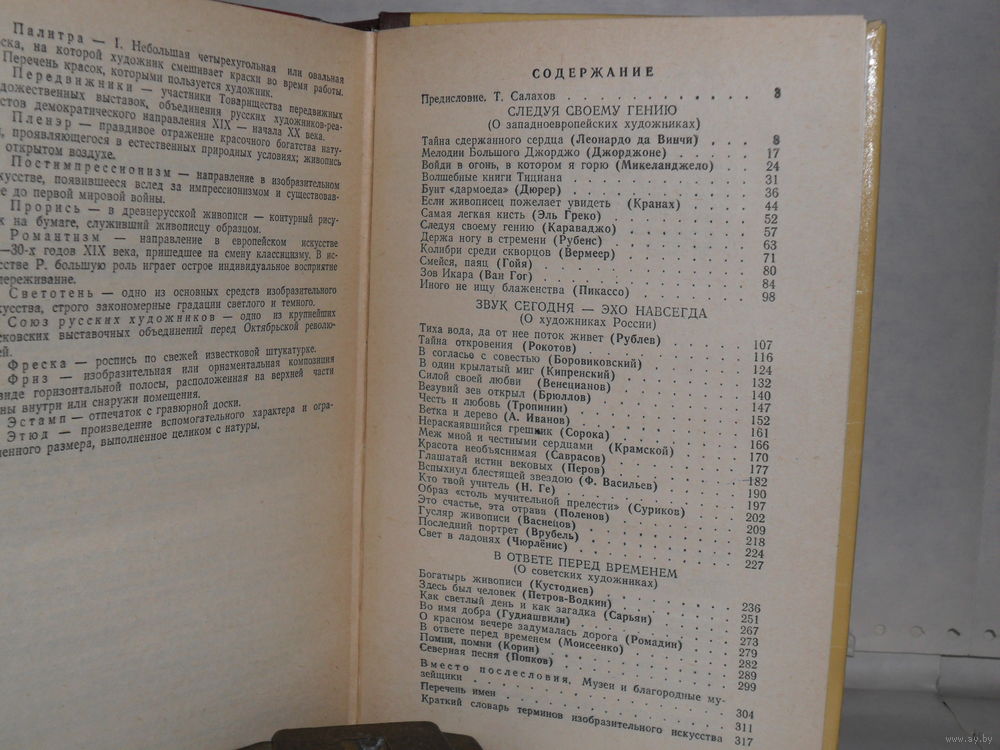 Палитра — I. Небольшая четырехугольная или овальная
ска, на которой художник смешивает краски во время работы.
Перечень красок, которыми пользуется художник.
Передвижники — участники Товарищества передвижных
дожественных выставок, объединения русских художников-реа-
стов демократического направления XIX — начала XX века.
Пленэр — правдивое отражение красочного богатства нату-
, проявляющегося в естественных природных условиях; живопись
открытом воздухе.
Постимпрессионизм — направление в изобразительном
кусстве, появившееся вслед за импрессионизмом и существовав-
е до первой мировой войны.
Прорись — в древнерусской живописи — контурный рису-
к на бумаге, служивший живописцу образцом.
Романтизм — направление в европейском искусстве
—30-х годов XIX века, пришедшее на смену классицизму. В ис-
сстве Р. большую роль играет острое индивидуальное восприятие
переживание.
Светотень — одно из основных средств изобразительного
кусства, строго закономерные градации светлого и темного.
Союз русских художников — одно из крупнейших
сковских выставочных объединений перед Октябрьской револю-
ей.
Фреска — роспись по свежей известковой штукатурке.
Фриз — изобразительная или орнаментальная композиция
виде горизонтальной полосы, расположенная на верхней части
ны внутри или снаружи помещения.
Эстамп — отпечаток с гравюрной доски.
Этюд — произведение вспомогательного характера и огра-
ченного размера, выполненное целиком с натуры.
СОДЕРЖАНИЕ
Предисловие. Т. Салахов 3
СЛЕДУЯ СВОЕМУ ГЕНИЮ
(О западноевропейских художниках)
Тайна сдержанного сердца (Леонардо да Винчи) 8
Мелодии Большого Джорджо (Джорджоне) 17
Войди в огонь, в котором я горю (Микеланджело) 24
Волшебные книги Тициана 31
Бунт «дармоеда» (Дюрер) 36
Если живописец пожелает увидеть (Кранах) 44
Самая легкая кисть (Эль Греко) 52
Следуя своему гению (Караваджо) 57
Держа ногу в стремени (Рубенс) 63
Колибри среди скворцов (Вермеер) 71
Смейся, паяц (Гойя) 80
Зов Икара (Ван Гог) 84
Иного не ищу блаженства (Пикассо) 98
ЗВУК СЕГОДНЯ — ЭХО НАВСЕГДА
(О художниках России)
Тиха вода, да от нее поток живет (Рублев) 107
Тайна откровения (Рокотов) 116
В согласье с совестью (Боровиковский) 124
В один крылатый миг (Кипренский) 132
Силой своей любви (Венецианов) 140
Везувий зев открыл (Брюллов) 147
Честь и любовь (Тропинин) 152
Ветка и дерево (А. Иванов) 161
Нераскаявшийся грешник (Сорока) 166
Меж мной и честными сердцами (Крамской) 170
Красота необъяснимая (Саврасов) 177
Глашатай истин вековых (Перов) 182
Вспыхнул блестящей звездою (Ф. Васильев) 190
Кто твой учитель (Н. Ге) 197
Образ «столь мучительной прелести» (Суриков) 202
Это счастье, эта отрава (Поленов) 209
Гусляр живописи (Васнецов) 218
Последний портрет (Врубель) 224
Свет в ладонях (Чюрлёнис) 227
В ОТВЕТЕ ПЕРЕД ВРЕМЕНЕМ
(О советских художниках)
Богатырь живописи (Кустодиев) 236
Здесь был человек (Петров-Водкин) 251
Как светлый день и как загадка (Сарьян) 267
Во имя добра (Гудиашвили) 273
О красном вечере задумалась дорога (Ромадин) 279
В ответе перед временем (Моисеенко) 282
Помни, помни (Корин) 289
Северная песня (Попков) 299
Вместо послесловия. Музеи и благородные му-
зейщики 304
Перечень имен 311
Краткий словарь терминов изобразительного искусства 317
www.ay.by